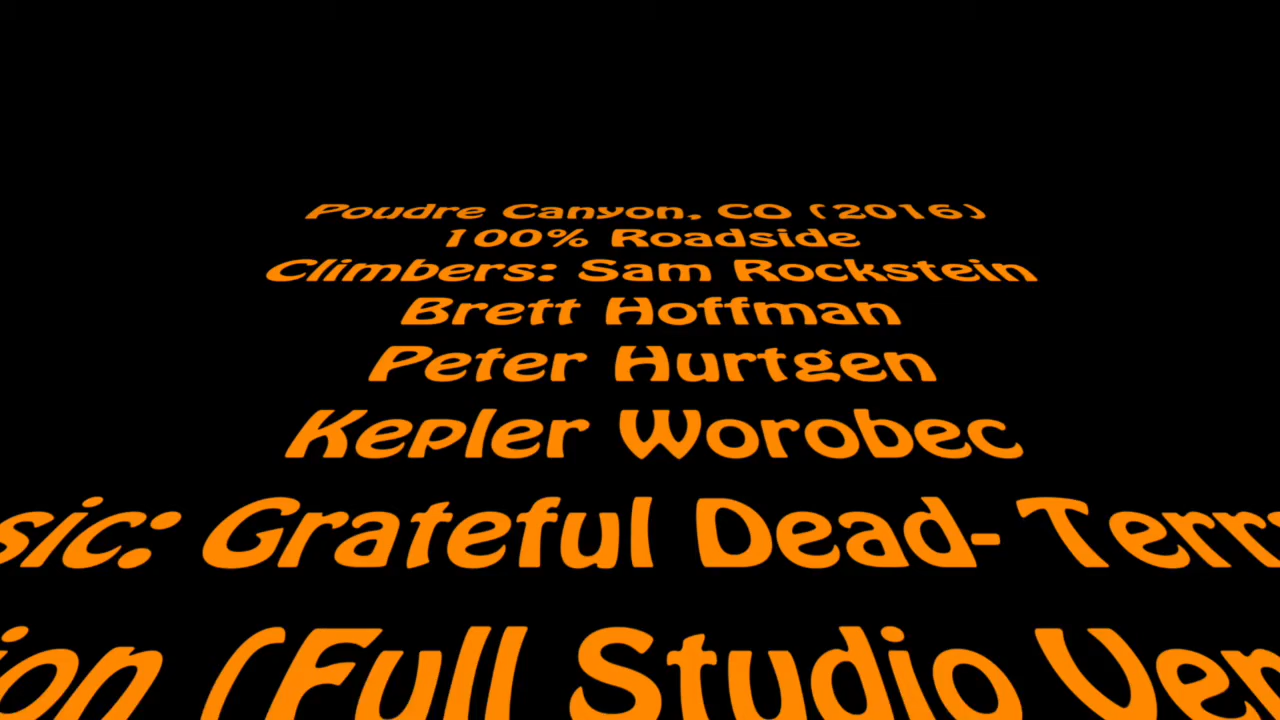 Poudre Canyon, CO (2016)
100% Roadside
Climbers: Sam Rockstein
Brett Hoffman
Peter Hurtgen
Kepler Worobec
sic: Grateful Dead- Terra
ion (Full Studio Ver